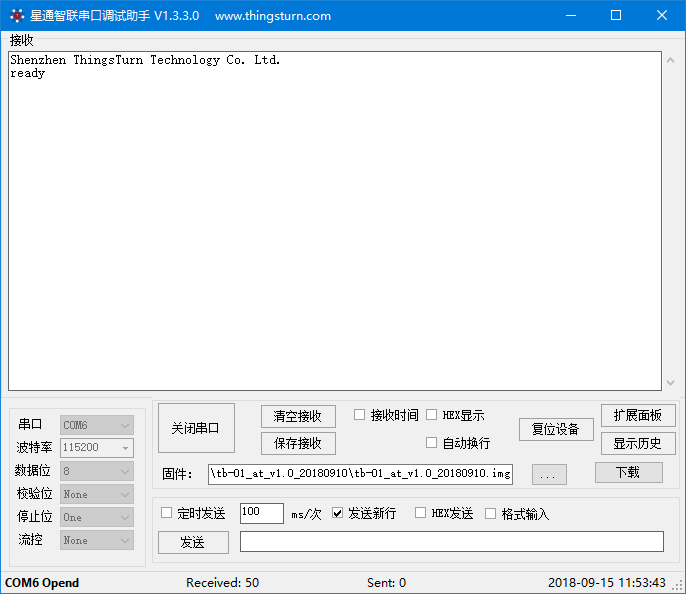 星通智联串口调试助手 V1.3.3.0 www.thingsturn.com
接收
Shenzhen ThingsTurn Technology Co. Ltd.
ready
串口 COM6
波特率 115200
数据位 8
校验位 None
停止位 One
流控 None
关闭串口
清空接收
保存接收
接收时间 HEX显示
自动换行
复位设备
扩展面板
显示历史
固件: \tb-01_at_v1.0_20180910\tb-01_at_v1.0_20180910.img ... 下载
定时发送 100 ms/次 发送新行 HEX发送 格式输入
发送
COM6 Opend Received: 50 Sent: 0 2018-09-15 11:53:43